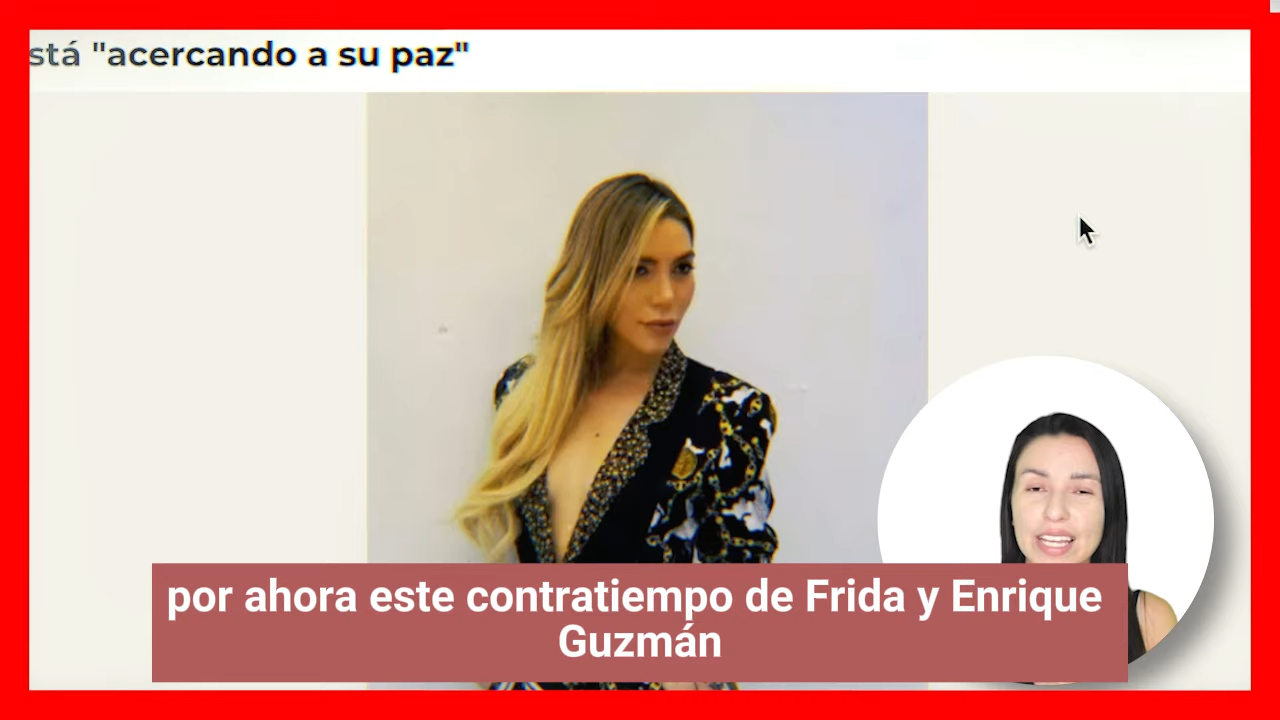 stá "acercando a su paz"
por ahora este contratiempo de Frida y Enrique
Guzmán